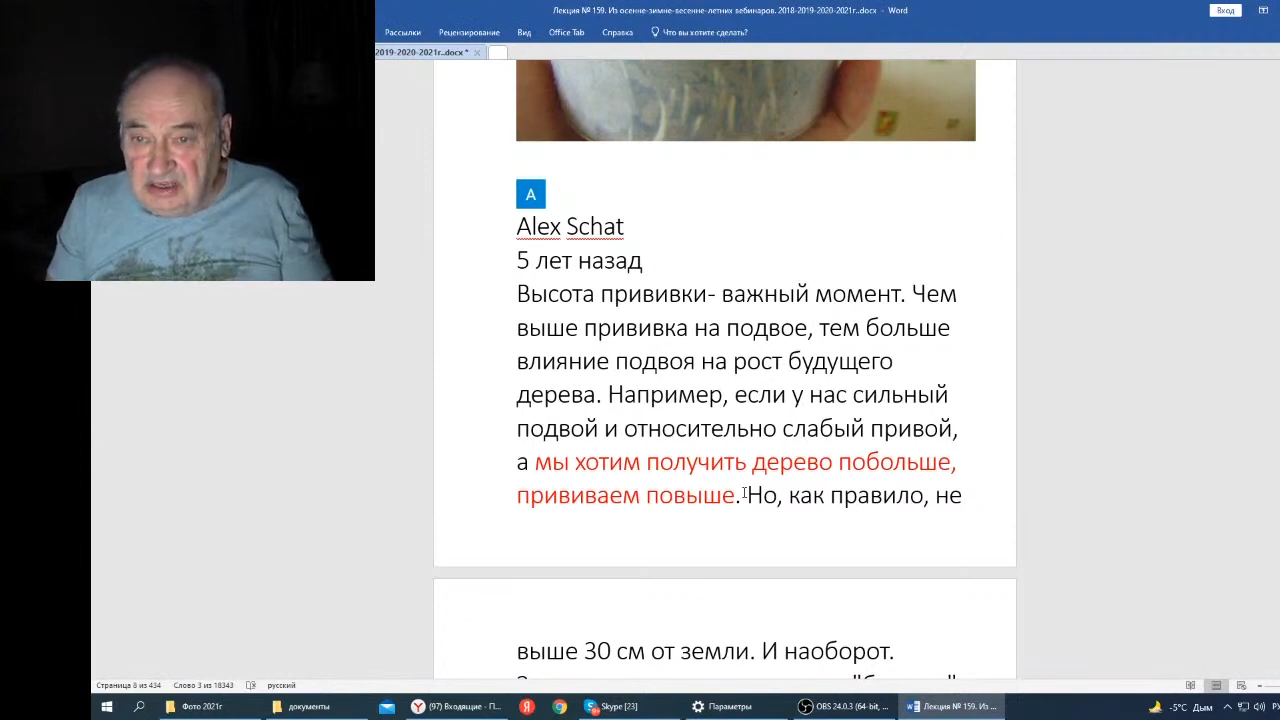 Лекция № 159. Из осенне-зимне-весенне-летних вебинаров. 2018-2019-2020-2021г..docx - Word
Вход
Рассылки Рецензирование Вид Office Tab Справка Что вы хотите сделать?
2019-2020-2021г..docx *
A
Alex Schat
5 лет назад
Высота прививки- важный момент. Чем
выше прививка на подвое, тем больше
влияние подвоя на рост будущего
дерева. Например, если у нас сильный
подвой и относительно слабый привой,
а мы хотим получить дерево побольше,
прививаем повыше. Но, как правило, не
выше 30 см от земли. И наоборот.
Страница 8 из 434 Слово 3 из 18343 русский
Фото 2021г документы (97) Входящие - П... Skype [23] Параметры OBS 24.0.3 (64-bit, ... Лекция № 159. Из ... -5°C Дымка